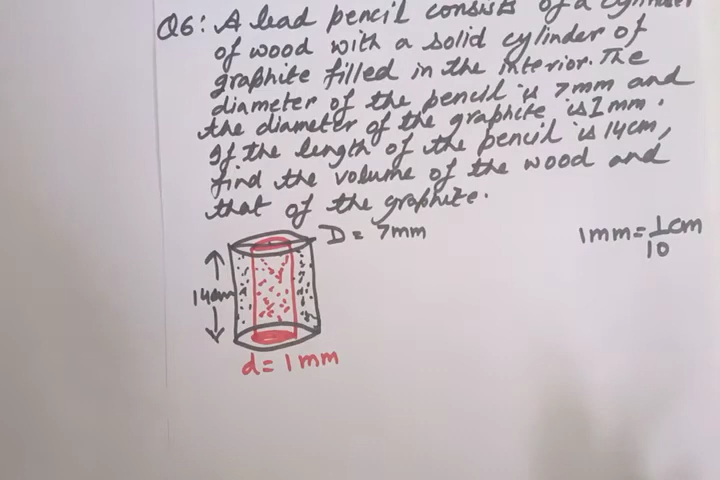 Q6: A lead pencil consists of a cylinder
of wood with a solid cylinder of
graphite filled in the interior. The
diameter of the pencil is 7mm and
the diameter of the graphite is 1mm.
If the length of the pencil is 14cm,
find the volume of the wood and
that of the graphite.
D = 7mm
1mm = 1/10 cm
14cm
d = 1mm